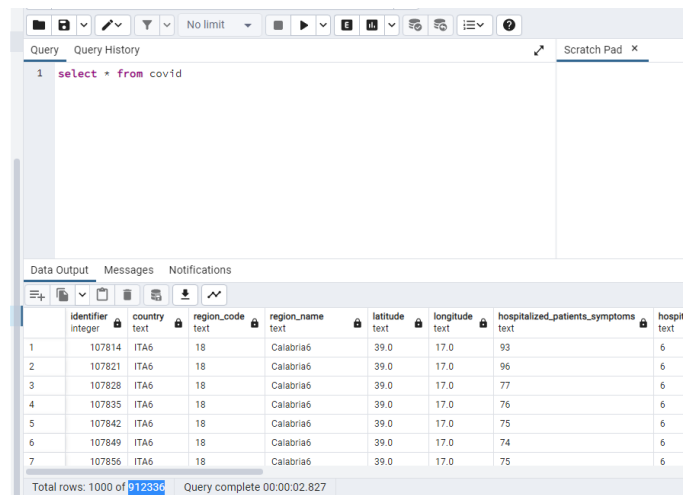 No limit
E
Query Query History
Scratch Pad ×
1 select * from covid
Data Output Messages Notifications
identifier country region_code region_name latitude longitude hospitalized_patients_symptoms hospit
integer text text text text text text text
1 107814 ITA6 18 Calabria6 39.0 17.0 93 6
2 107821 ITA6 18 Calabria6 39.0 17.0 96 6
3 107828 ITA6 18 Calabria6 39.0 17.0 77 6
4 107835 ITA6 18 Calabria6 39.0 17.0 76 6
5 107842 ITA6 18 Calabria6 39.0 17.0 75 6
6 107849 ITA6 18 Calabria6 39.0 17.0 74 6
7 107856 ITA6 18 Calabria6 39.0 17.0 75 6
Total rows: 1000 of 912336 Query complete 00:00:02.827